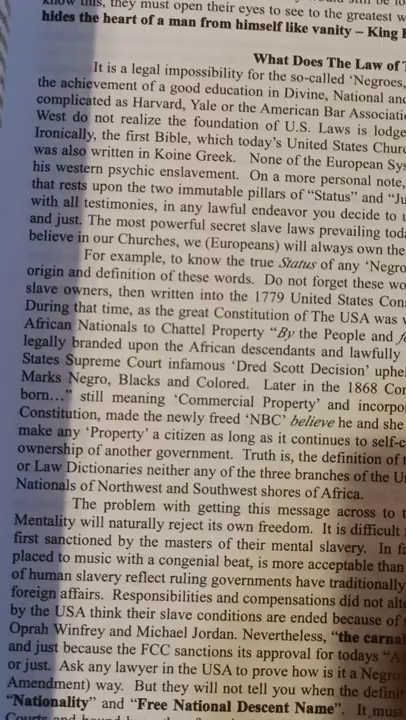 know this, they must open their eyes to see to the greatest w
hides the heart of a man from himself like vanity – King
What Does The Law of
It is a legal impossibility for the so-called ‘Negroes,
the achievement of a good education in Divine, National and
complicated as Harvard, Yale or the American Bar Associati
West do not realize the foundation of U.S. Laws is lodge
Ironically, the first Bible, which today's United States Churc
was also written in Koine Greek. None of the European Sys
his western psychic enslavement. On a more personal note,
that rests upon the two immutable pillars of “Status” and “Ju
with all testimonies, in any lawful endeavor you decide to u
and just. The most powerful secret slave laws prevailing toda
believe in our Churches, we (Europeans) will always own the
For example, to know the true Status of any ‘Negro
origin and definition of these words. Do not forget these wo
slave owners, then written into the 1779 United States Con
During that time, as the great Constitution of The USA was
African Nationals to Chattel Property “By the People and f
legally branded upon the African descendants and lawfully
States Supreme Court infamous ‘Dred Scott Decision’ uphe
Marks Negro, Blacks and Colored. Later in the 1868 Con
born…” still meaning ‘Commercial Property’ and incorpo
Constitution, made the newly freed ‘NBC’ believe he and she
make any ‘Property’ a citizen as long as it continues to self-c
ownership of another government. Truth is, the definition of t
or Law Dictionaries neither any of the three branches of the Un
Nationals of Northwest and Southwest shores of Africa.
The problem with getting this message across to t
Mentality will naturally reject its own freedom. It is difficult
first sanctioned by the masters of their mental slavery. In fa
placed to music with a congenial beat, is more acceptable than
of human slavery reflect ruling governments have traditionally
foreign affairs. Responsibilities and compensations did not alt
by the USA think their slave conditions are ended because of
Oprah Winfrey and Michael Jordan. Nevertheless, “the carnal
and just because the FCC sanctions its approval for todays “A
or just. Ask any lawyer in the USA to prove how is it a Negro
Amendment) way. But they will not tell you when the definit
“Nationality” and “Free National Descent Name”. It must
Courts and